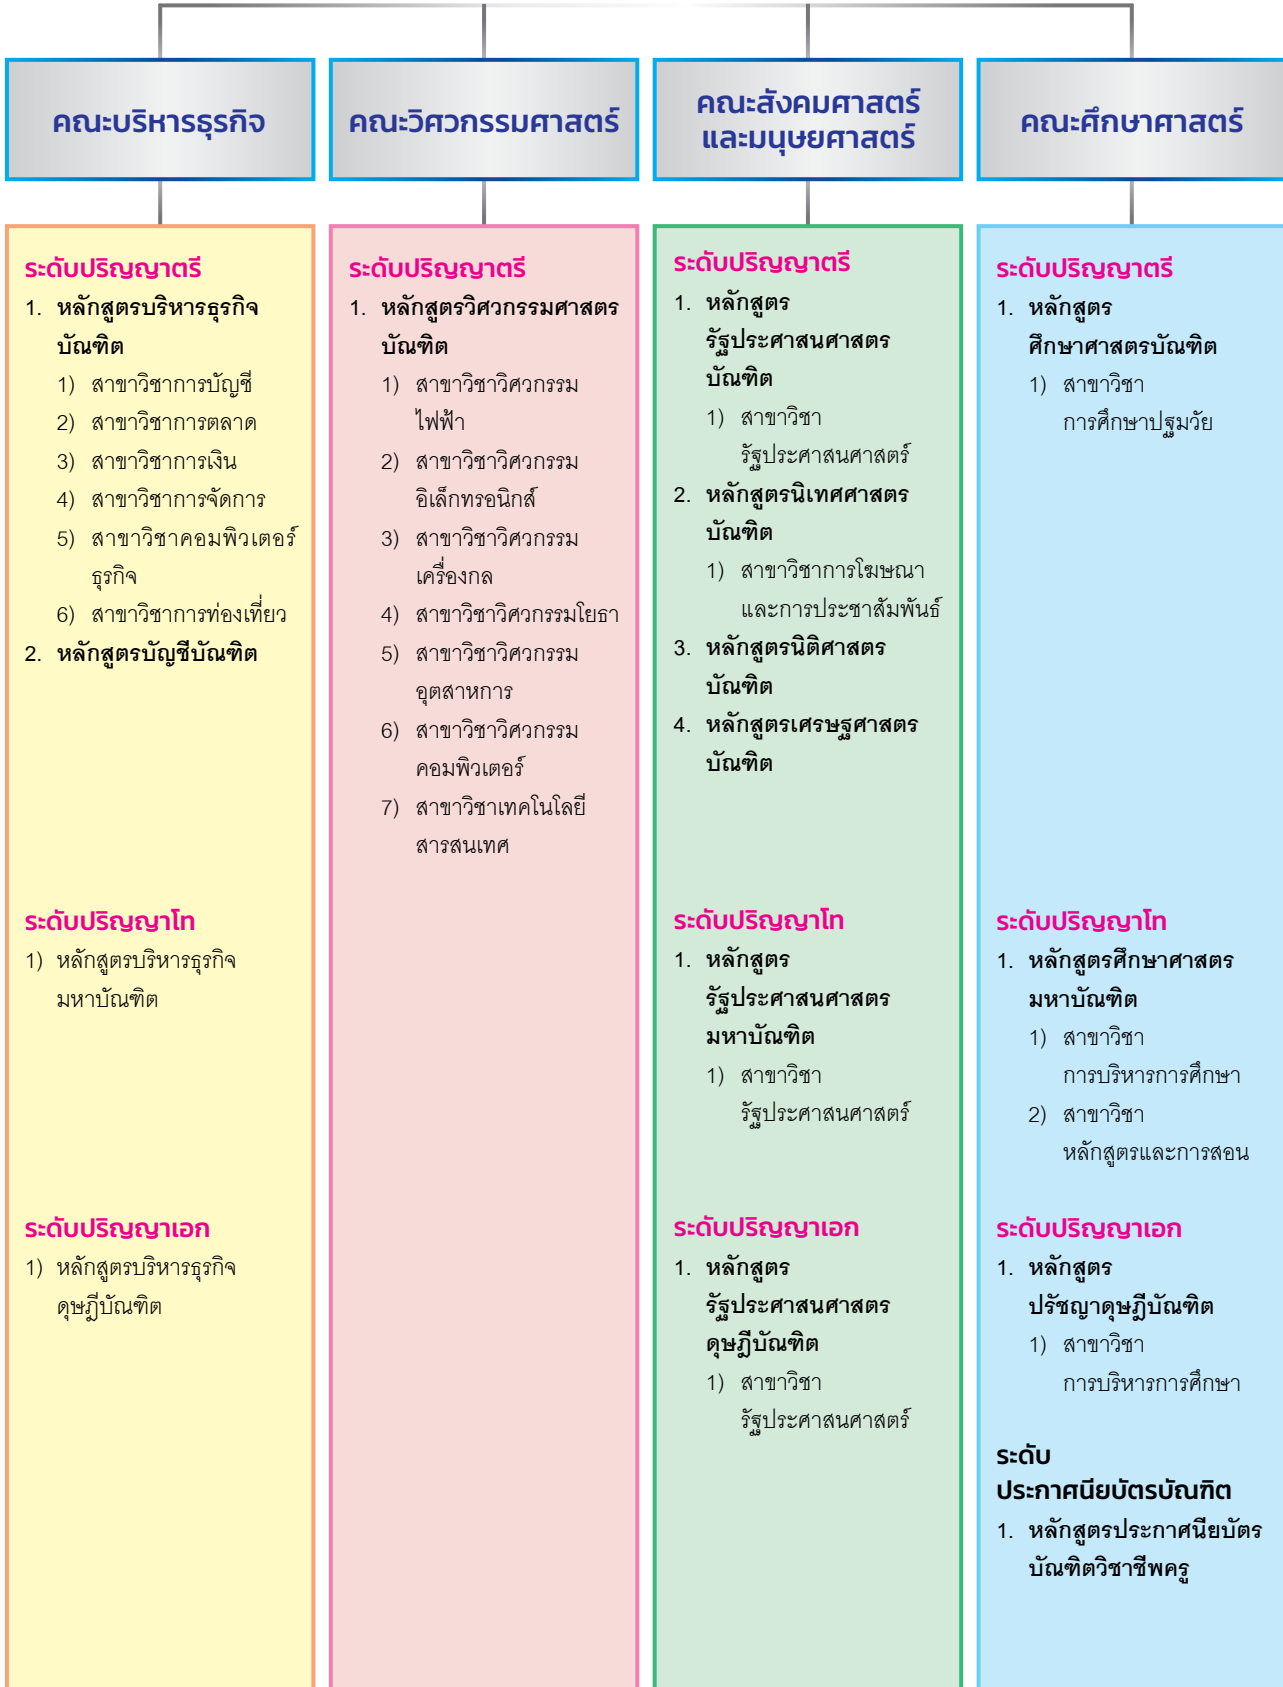 คณะบริหารธุรกิจ
คณะวิศวกรรมศาสตร์
คณะสังคมศาสตร์
และมนุษยศาสตร์
คณะศึกษาศาสตร์
ระดับปริญญาตรี
1. หลักสูตรบริหารธุรกิจ
บัณฑิต
1) สาขาวิชาการบัญชี
2) สาขาวิชาการตลาด
3) สาขาวิชาการเงิน
4) สาขาวิชาการจัดการ
5) สาขาวิชาคอมพิวเตอร์
ธุรกิจ
6) สาขาวิชาการท่องเที่ยว
2. หลักสูตรบัญชีบัณฑิต
ระดับปริญญาโท
1) หลักสูตรบริหารธุรกิจ
มหาบัณฑิต
ระดับปริญญาเอก
1) หลักสูตรบริหารธุรกิจ
ดุษฎีบัณฑิต
ระดับปริญญาตรี
1. หลักสูตรวิศวกรรมศาสตร
บัณฑิต
1) สาขาวิชาวิศวกรรม
ไฟฟ้า
2) สาขาวิชาวิศวกรรม
อิเล็กทรอนิกส์
3) สาขาวิชาวิศวกรรม
เครื่องกล
4) สาขาวิชาวิศวกรรมโยธา
5) สาขาวิชาวิศวกรรม
อุตสาหการ
6) สาขาวิชาวิศวกรรม
คอมพิวเตอร์
7) สาขาวิชาเทคโนโลยี
สารสนเทศ
ระดับปริญญาตรี
1. หลักสูตร
รัฐประศาสนศาสตร
บัณฑิต
1) สาขาวิชา
รัฐประศาสนศาสตร์
2. หลักสูตรนิเทศศาสตร
บัณฑิต
1) สาขาวิชาการโฆษณา
และการประชาสัมพันธ์
3. หลักสูตรนิติศาสตร
บัณฑิต
4. หลักสูตรเศรษฐศาสตร
บัณฑิต
ระดับปริญญาโท
1. หลักสูตร
รัฐประศาสนศาสตร
มหาบัณฑิต
1) สาขาวิชา
รัฐประศาสนศาสตร์
ระดับปริญญาเอก
1. หลักสูตร
รัฐประศาสนศาสตร
ดุษฎีบัณฑิต
1) สาขาวิชา
รัฐประศาสนศาสตร์
ระดับปริญญาตรี
1. หลักสูตร
ศึกษาศาสตรบัณฑิต
1) สาขาวิชา
การศึกษาปฐมวัย
ระดับปริญญาโท
1. หลักสูตรศึกษาศาสตร
มหาบัณฑิต
1) สาขาวิชา
การบริหารการศึกษา
2) สาขาวิชา
หลักสูตรและการสอน
ระดับปริญญาเอก
1. หลักสูตร
ปรัชญาดุษฎีบัณฑิต
1) สาขาวิชา
การบริหารการศึกษา
ระดับ
ประกาศนียบัตรบัณฑิต
1. หลักสูตรประกาศนียบัตร
บัณฑิตวิชาชีพครู